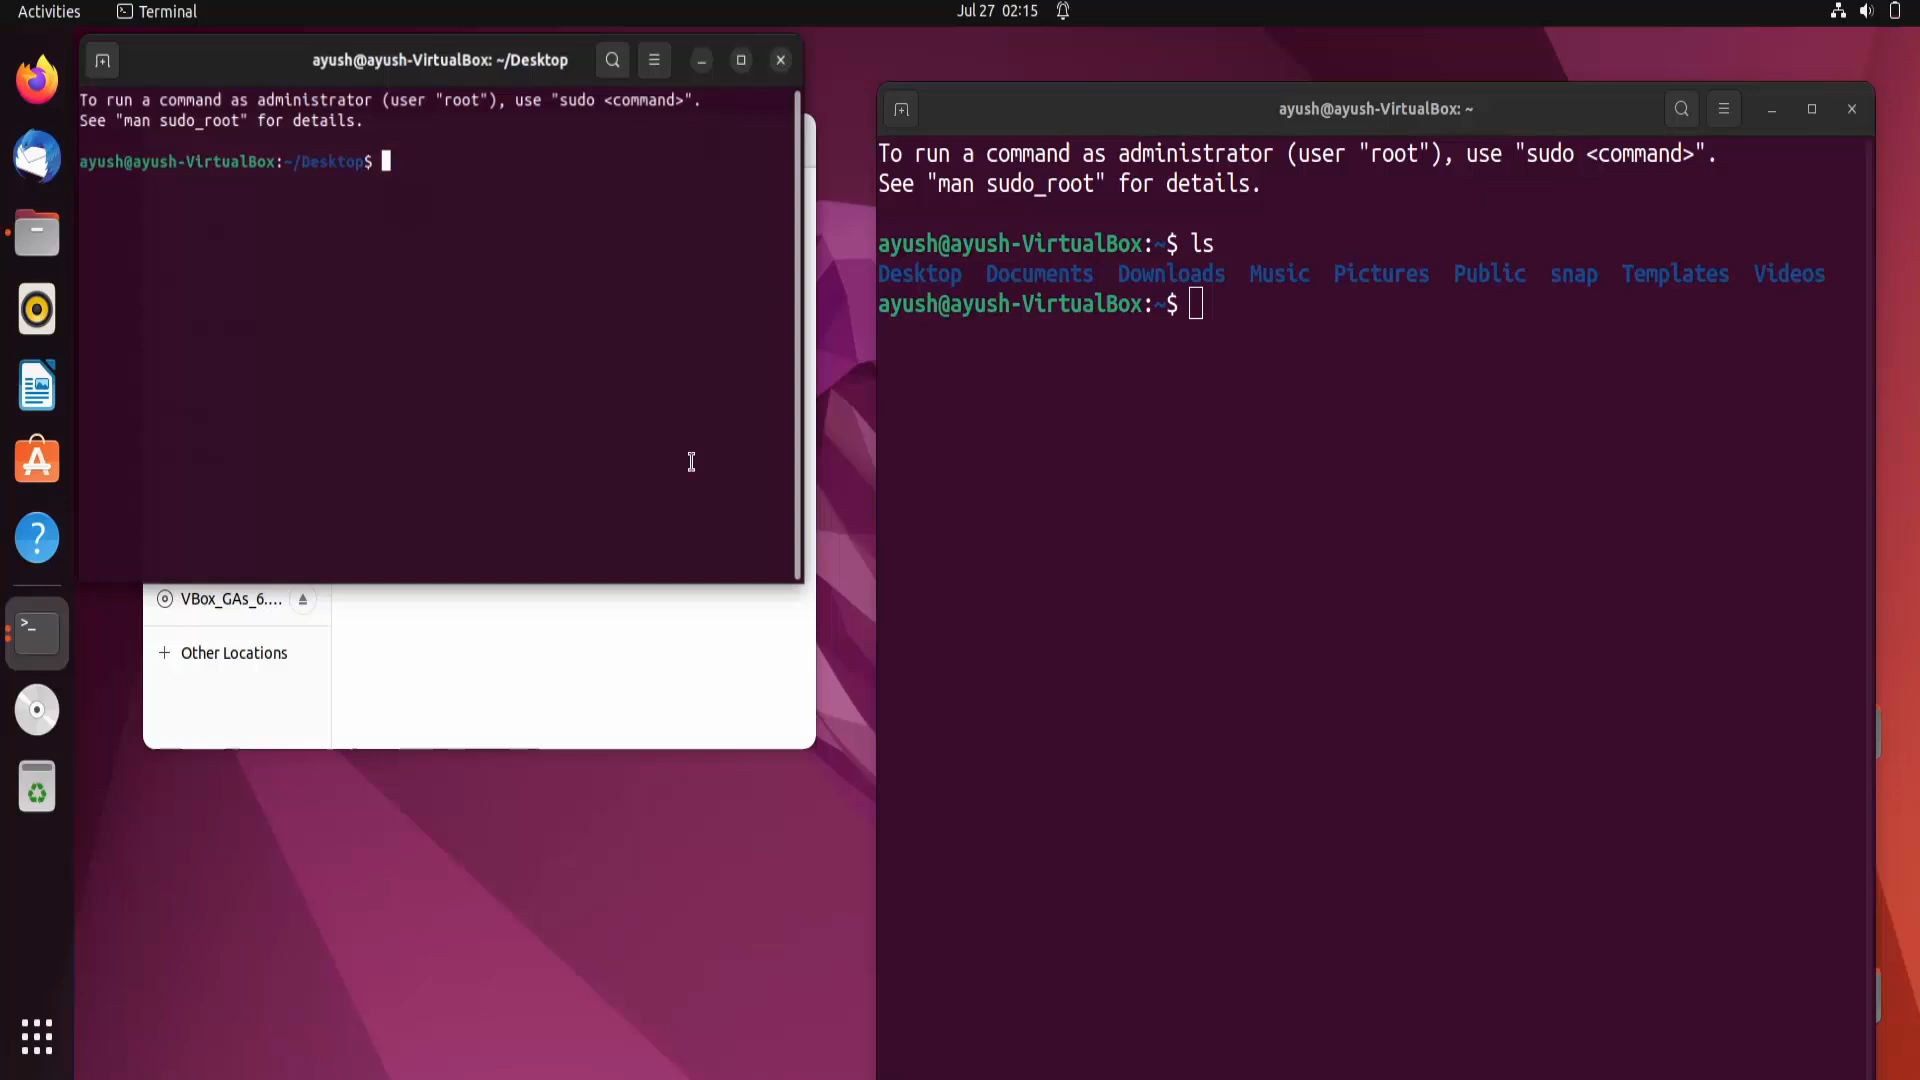 Activities
Terminal
Jul 27 02:15
ayush@ayush-VirtualBox: ~/Desktop
To run a command as administrator (user "root"), use "sudo <command>".
See "man sudo_root" for details.
ayush@ayush-VirtualBox:~/Desktop$
VBox_GAs_6....
Other Locations
ayush@ayush-VirtualBox: ~
To run a command as administrator (user "root"), use "sudo <command>".
See "man sudo_root" for details.
ayush@ayush-VirtualBox:~$ ls
Desktop Documents Downloads Music Pictures Public snap Templates Videos
ayush@ayush-VirtualBox:~$